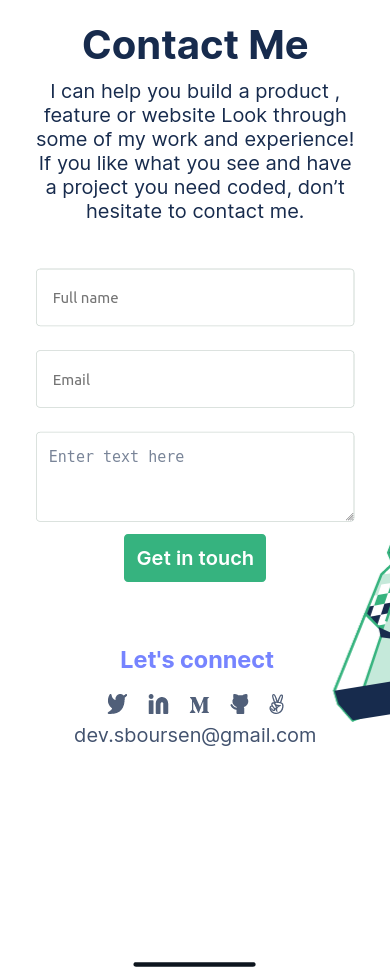 Contact Me
I can help you build a product ,
feature or website Look through
some of my work and experience!
If you like what you see and have
a project you need coded, don’t
hesitate to contact me.
Full name
Email
Enter text here
Get in touch
Let's connect
dev.sboursen@gmail.com